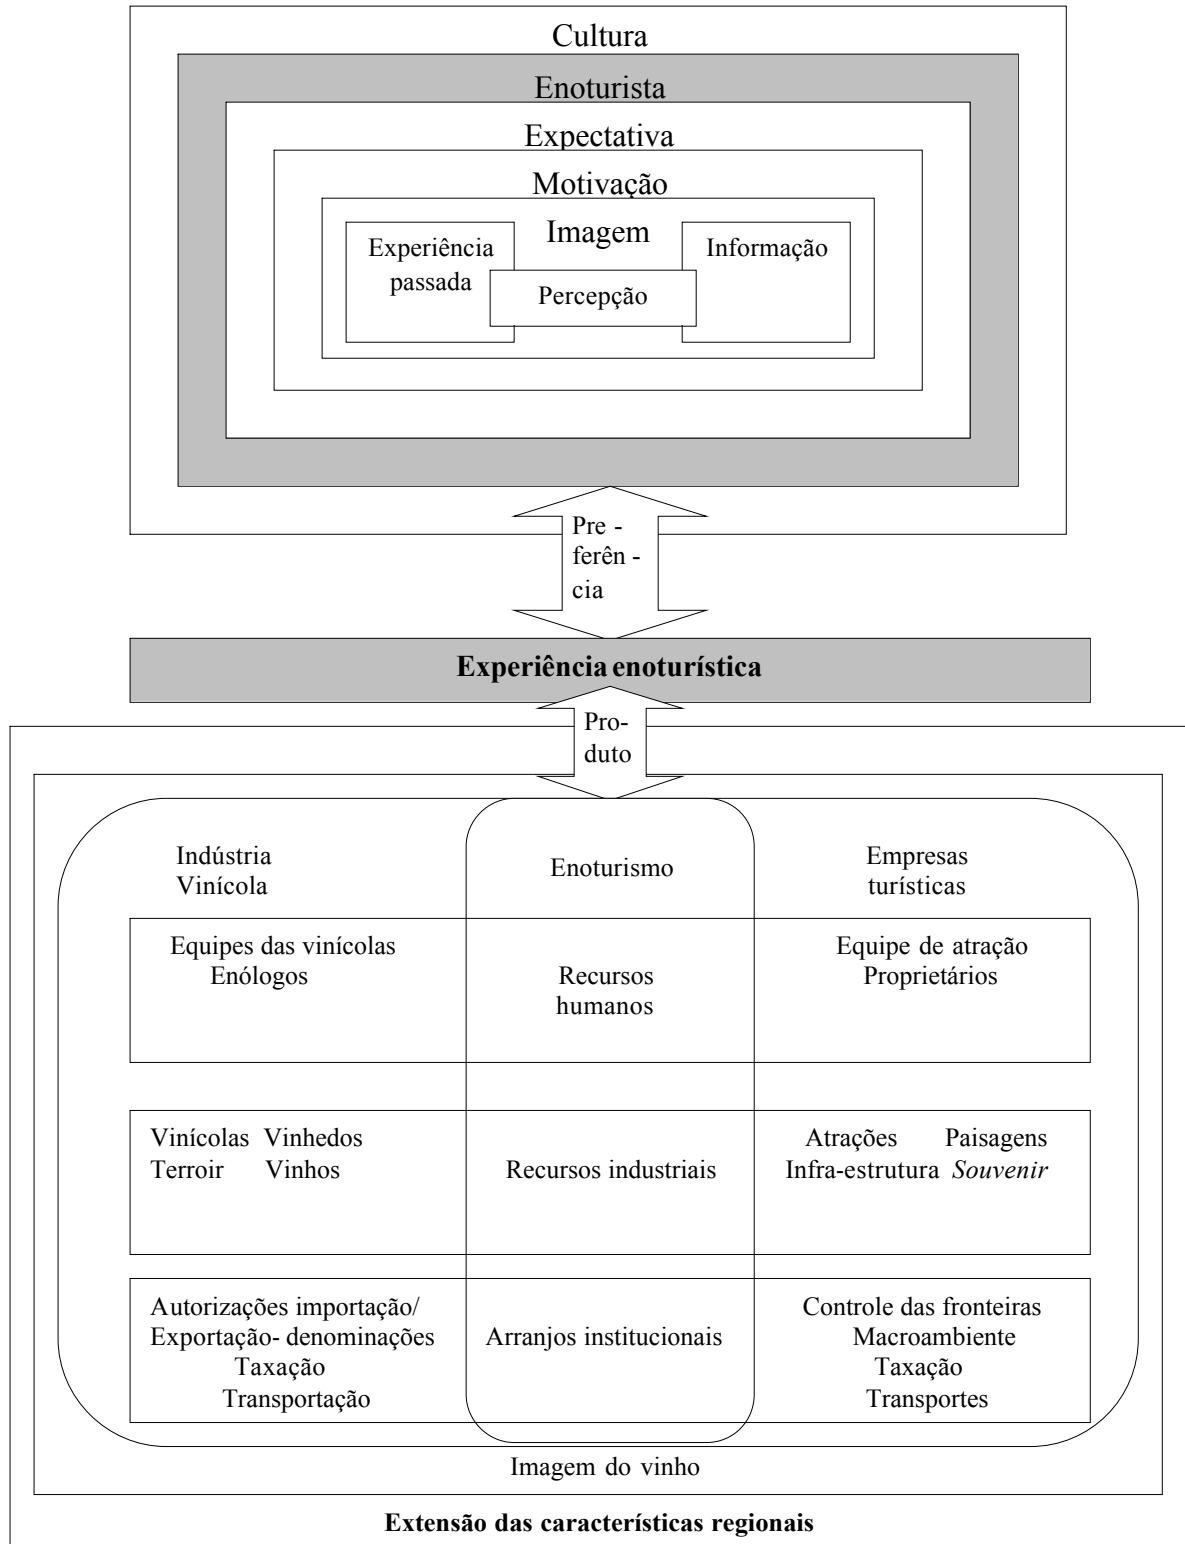 Cultura
Enoturista
Expectativa
Motivação
Imagem
Experiência
passada
Informação
Percepção
Pre -
ferên -
cia
Experiência enoturística
Pro-
duto
Indústria
Vinícola
Enoturismo
Empresas
turísticas
Equipes das vinícolas
Enólogos
Recursos
humanos
Equipe de atração
Proprietários
Vinícolas Vinhedos
Terroir Vinhos
Recursos industriais
Atrações Paisagens
Infra-estrutura Souvenir
Autorizações importação/
Exportação- denominações
Taxação
Transportação
Arranjos institucionais
Controle das fronteiras
Macroambiente
Taxação
Transportes
Imagem do vinho
Extensão das características regionais